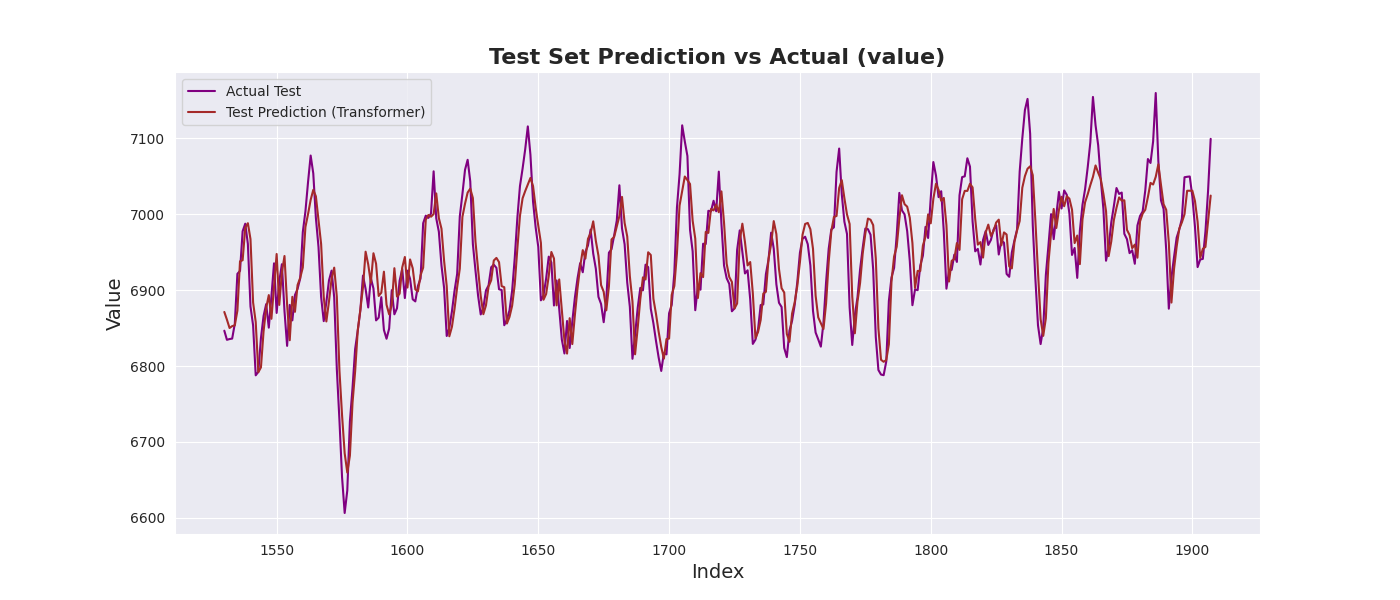 Test Set Prediction vs Actual (value)
Actual Test
Test Prediction (Transformer)
7100
7000
6900
6800
6700
6600
Value
1550 1600 1650 1700 1750 1800 1850 1900
Index